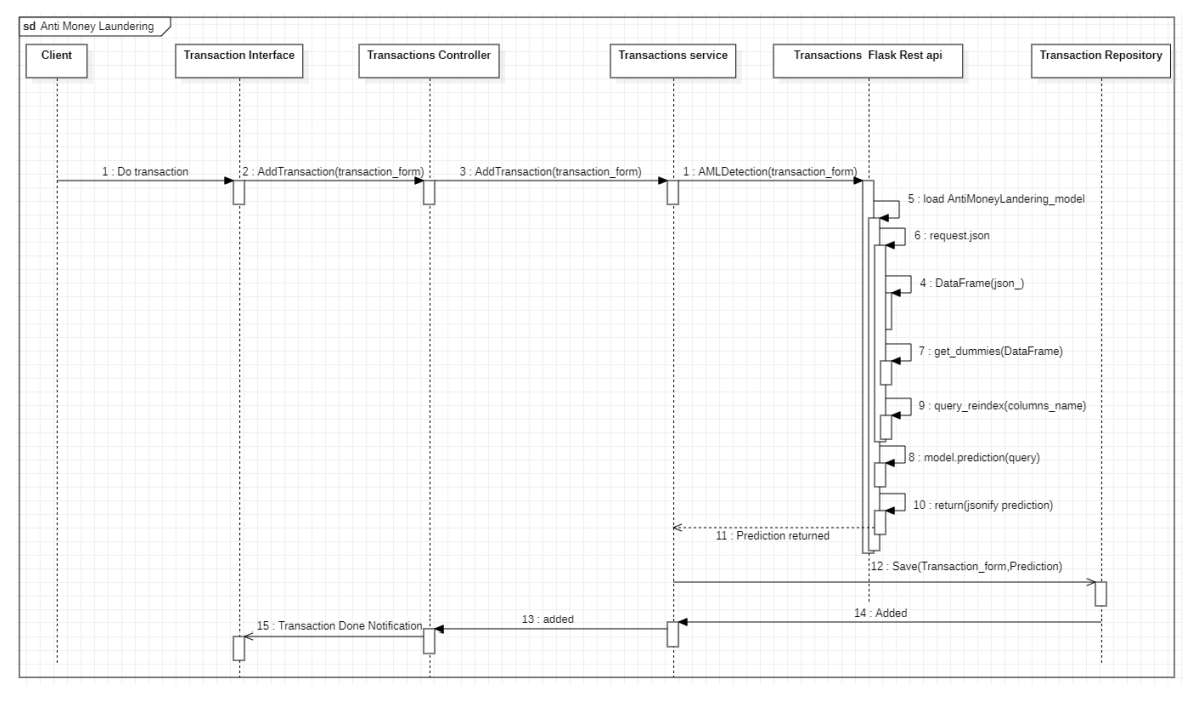 sd Anti Money Laundering
Client
Transaction Interface
Transactions Controller
Transactions service
Transactions Flask Rest api
Transaction Repository
1 : Do transaction
2 : AddTransaction(transaction_form)
3 : AddTransaction(transaction_form)
1 : AMLDetection(transaction_form)
5 : load AntiMoneyLandering_model
6 : request.json
4 : DataFrame(json_)
7 : get_dummies(DataFrame)
9 : query_reindex(columns_name)
8 : model.prediction(query)
10 : return(jsonify prediction)
11 : Prediction returned
12 : Save(Transaction_form,Prediction)
14 : Added
13 : added
15 : Transaction Done Notification